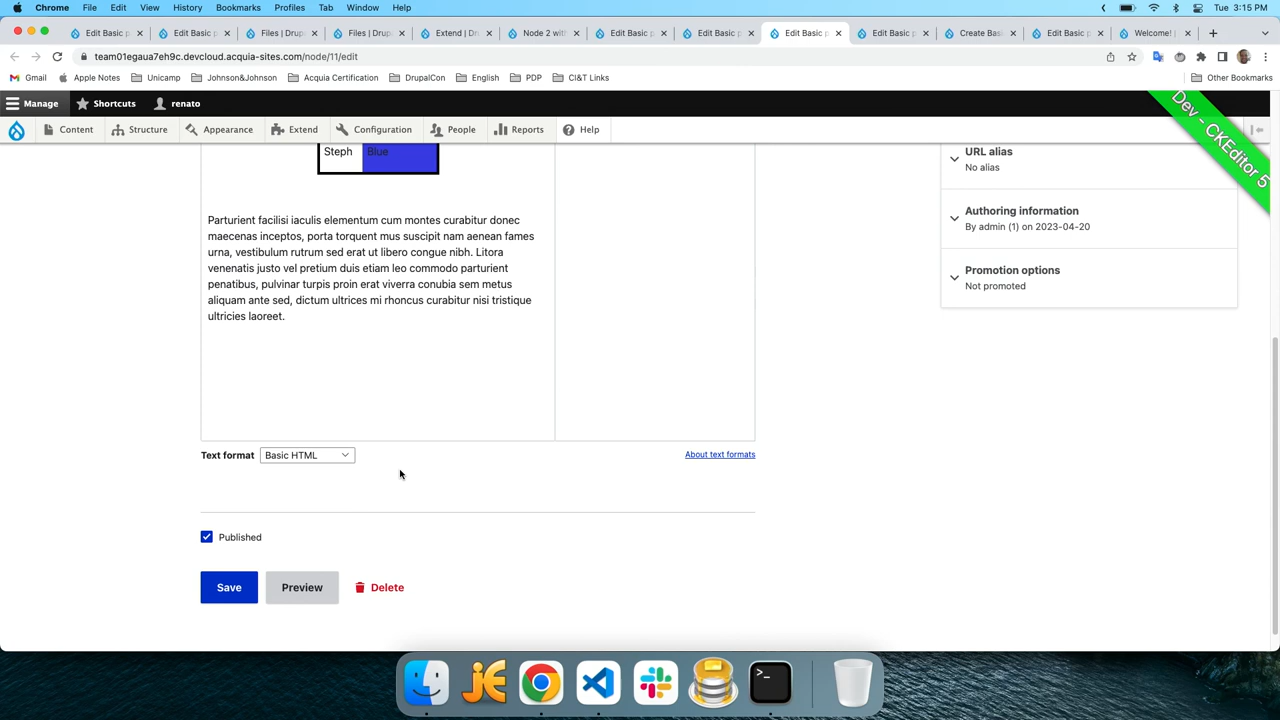 Chrome File Edit View History Bookmarks Profiles Tab Window Help Tue 3:15 PM
Edit Basic p Edit Basic p Files | Drup Files | Drup Extend | Dr Node 2 with Edit Basic p Edit Basic p Edit Basic p Edit Basic p Create Basi Edit Basic p Welcome! |
team01egaua7eh9c.devcloud.acquia-sites.com/node/11/edit
Gmail Apple Notes Unicamp Johnson&Johnson Acquia Certification DrupalCon English PDP CI&T Links Other Bookmarks
Manage Shortcuts renato
Content Structure Appearance Extend Configuration People Reports Help
Dev - CKEditor 5
Steph Blue
URL alias
No alias
Parturient facilisi iaculis elementum cum montes curabitur donec
maecenas inceptos, porta torquent mus suscipit nam aenean fames
urna, vestibulum rutrum sed erat ut libero congue nibh. Litora
venenatis justo vel pretium duis etiam leo commodo parturient
penatibus, pulvinar turpis proin erat viverra conubia sem metus
aliquam ante sed, dictum ultrices mi rhoncus curabitur nisi tristique
ultricies laoreet.
Authoring information
By admin (1) on 2023-04-20
Promotion options
Not promoted
Text format Basic HTML About text formats
Published
Save Preview Delete